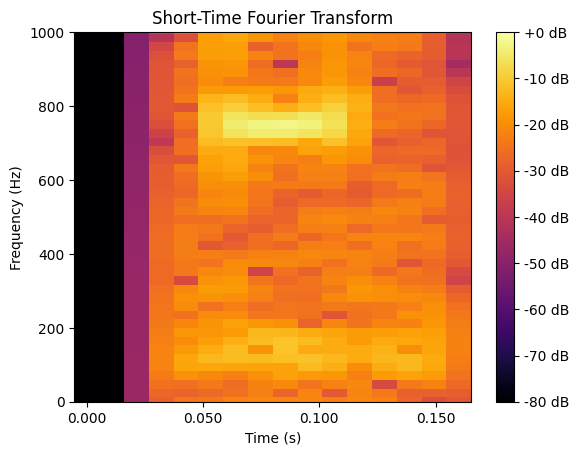 Short-Time Fourier Transform
Frequency (Hz)
1000
800
600
400
200
0
0.000 0.050 0.100 0.150
Time (s)
+0 dB
-10 dB
-20 dB
-30 dB
-40 dB
-50 dB
-60 dB
-70 dB
-80 dB